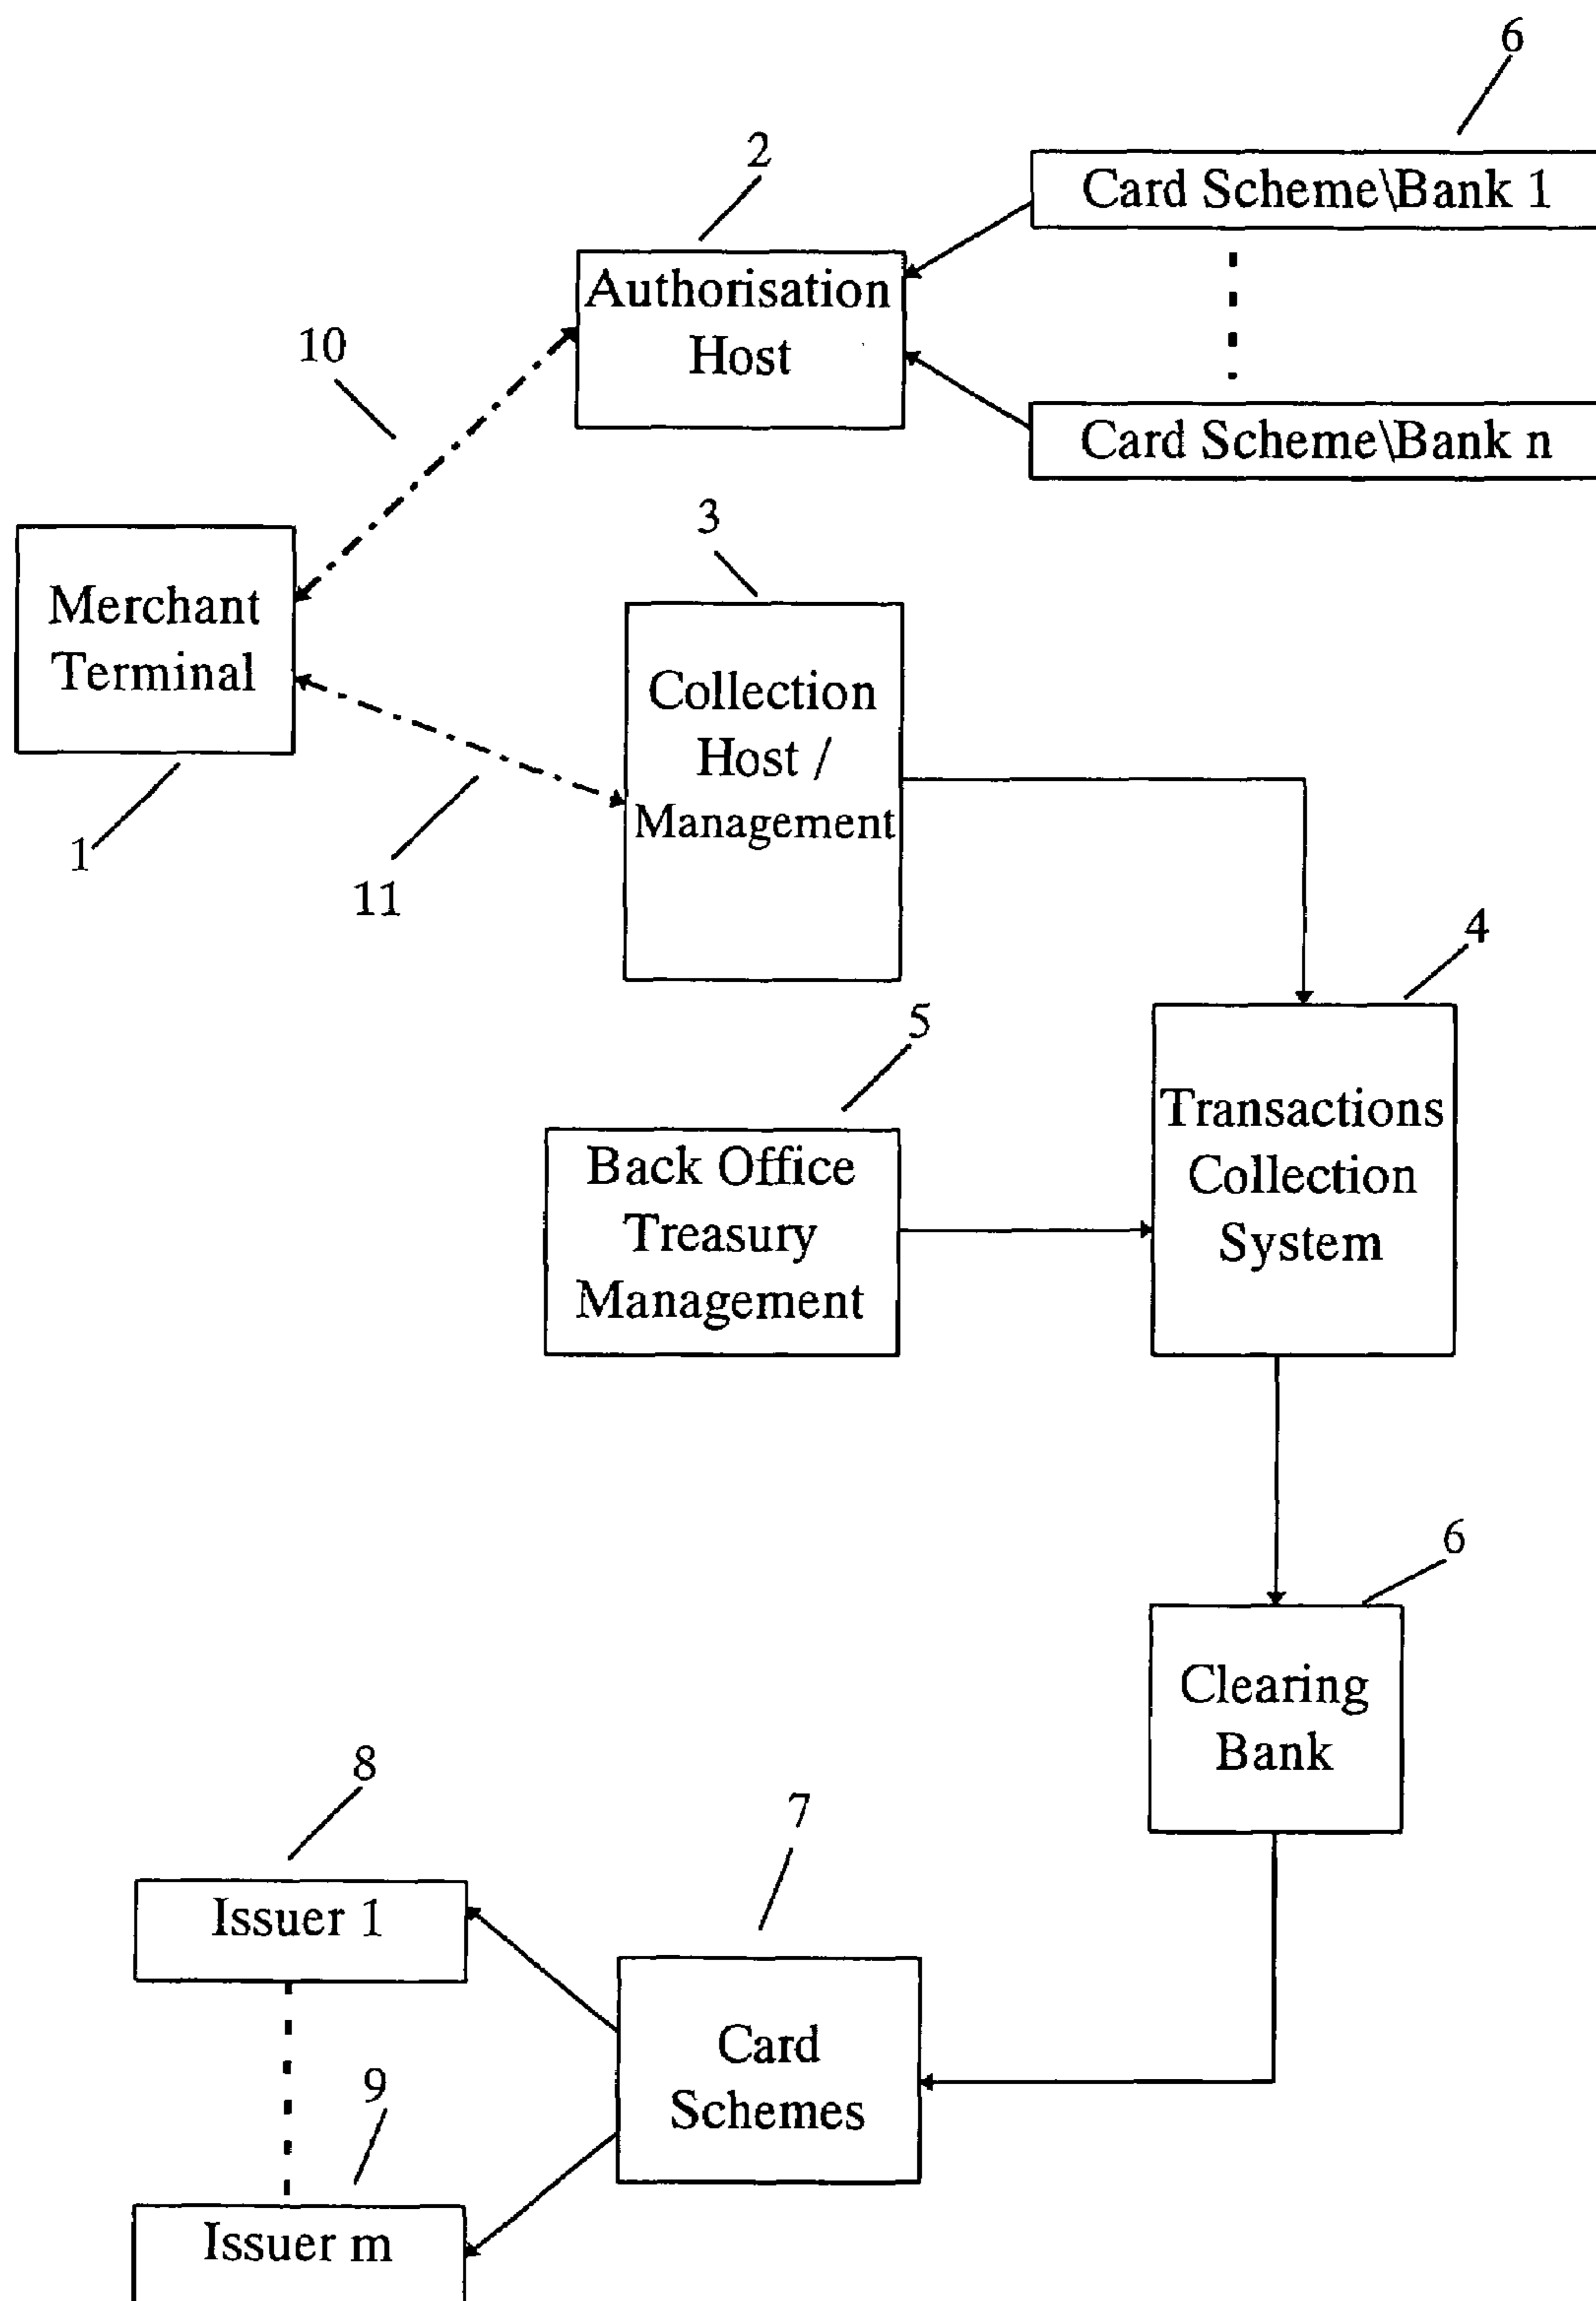 6
2
Card Scheme\Bank 1
Authorisation
Host
10
Card Scheme\Bank n
3
Merchant
Terminal
Collection
Host /
Management
1
11
4
5
Transactions
Collection
System
Back Office
Treasury
Management
6
Clearing
Bank
8
7
Issuer 1
Card
Schemes
9
Issuer m